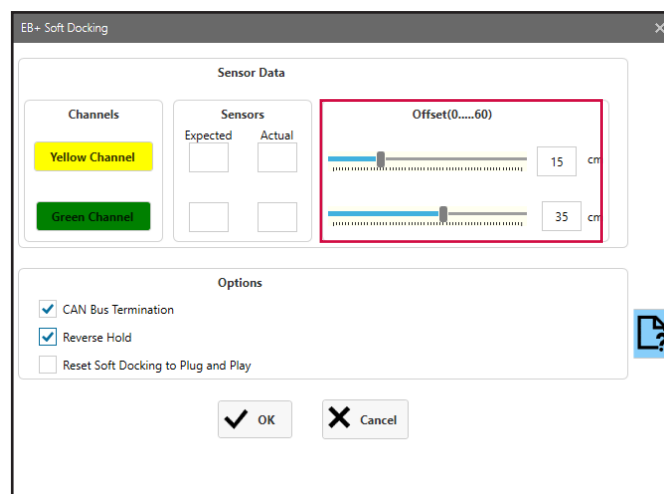 EB+ Soft Docking
Sensor Data
Channels
Sensors
Offset(0.....60)
Expected Actual
Yellow Channel
15 cm
Green Channel
35 cm
Options
CAN Bus Termination
Reverse Hold
Reset Soft Docking to Plug and Play
OK
Cancel